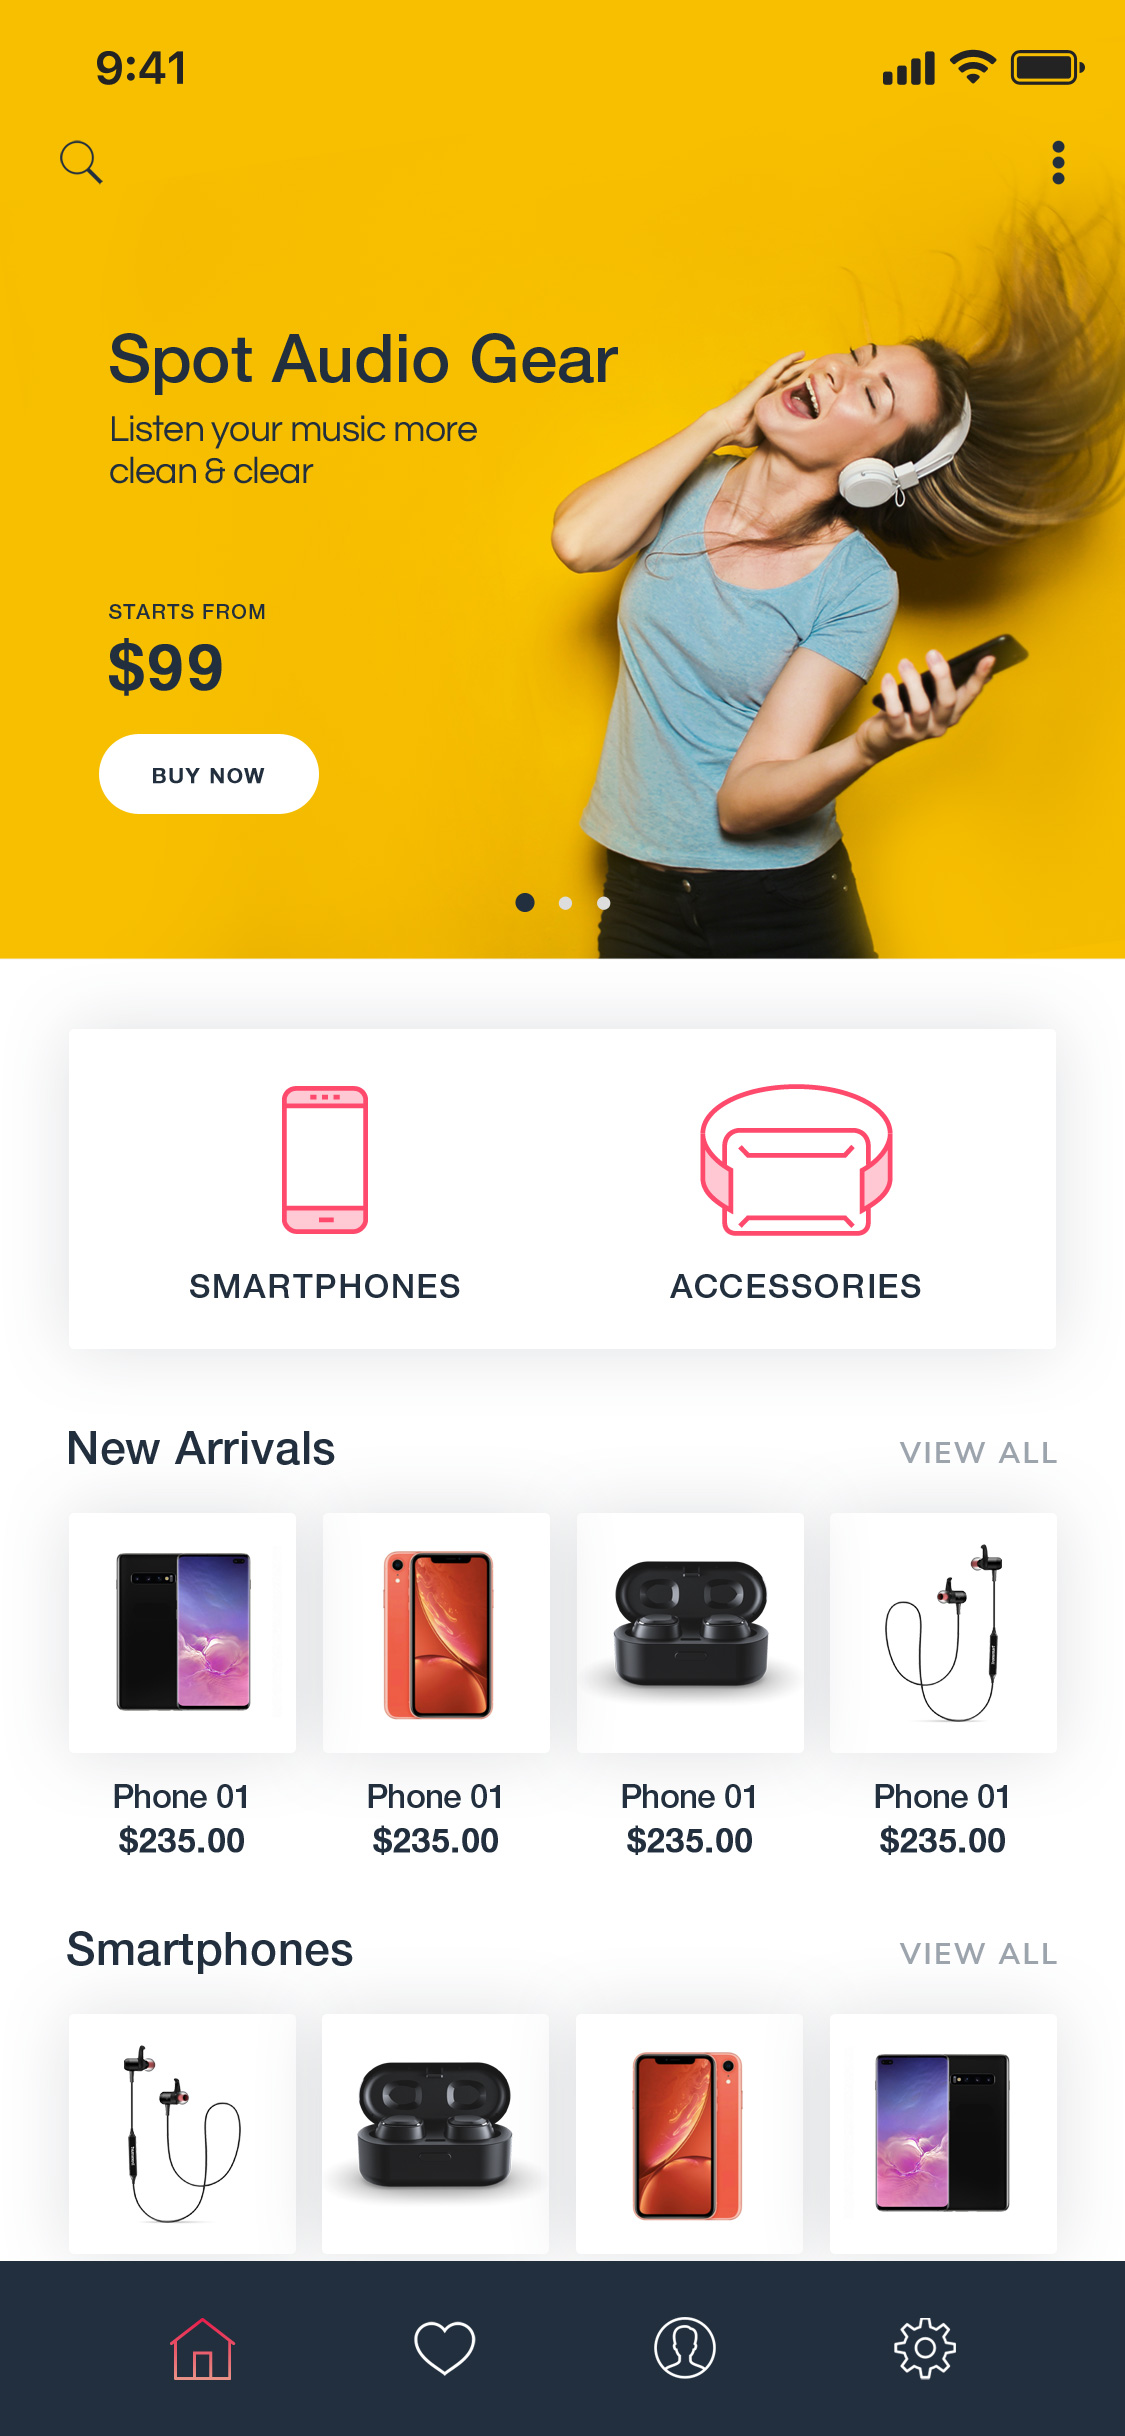 9:41
Spot Audio Gear
Listen your music more
clean & clear
STARTS FROM
$99
BUY NOW
SMARTPHONES
ACCESSORIES
New Arrivals
VIEW ALL
Phone 01
$235.00
Phone 01
$235.00
Phone 01
$235.00
Phone 01
$235.00
Smartphones
VIEW ALL